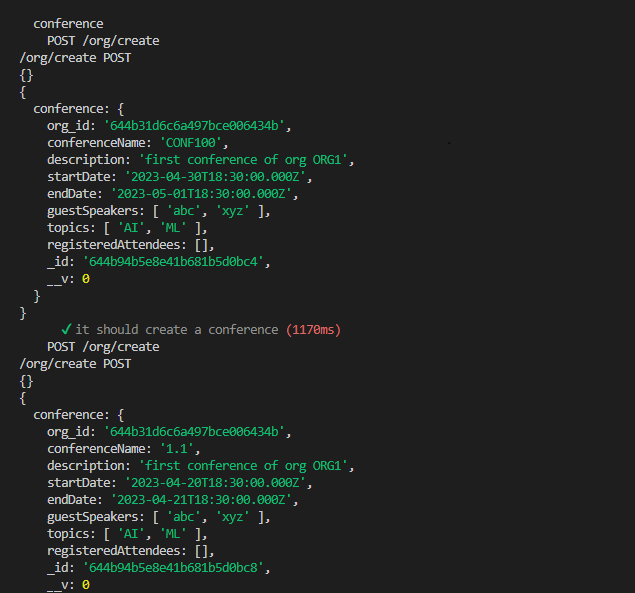 conference
POST /org/create
/org/create POST
{}
{
conference: {
org_id: '644b31d6c6a497bce006434b',
conferenceName: 'CONF100',
description: 'first conference of org ORG1',
startDate: '2023-04-30T18:30:00.000Z',
endDate: '2023-05-01T18:30:00.000Z',
guestSpeakers: [ 'abc', 'xyz' ],
topics: [ 'AI', 'ML' ],
registeredAttendees: [],
_id: '644b94b5e8e41b681b5d0bc4',
__v: 0
}
}
✓ it should create a conference (1170ms)
POST /org/create
/org/create POST
{}
{
conference: {
org_id: '644b31d6c6a497bce006434b',
conferenceName: '1.1',
description: 'first conference of org ORG1',
startDate: '2023-04-20T18:30:00.000Z',
endDate: '2023-04-21T18:30:00.000Z',
guestSpeakers: [ 'abc', 'xyz' ],
topics: [ 'AI', 'ML' ],
registeredAttendees: [],
_id: '644b94b5e8e41b681b5d0bc8',
__v: 0